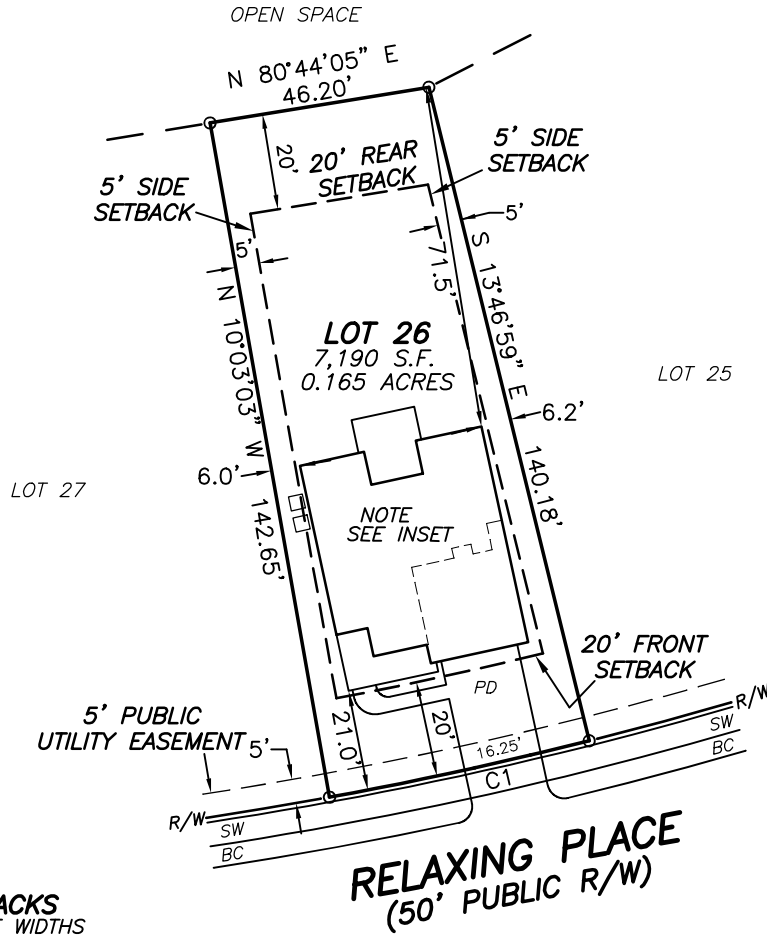 OPEN SPACE
N 80°44'05" E
46.20'
20'
20' REAR
SETBACK
5' SIDE
SETBACK
5' SIDE
SETBACK
5'
5'
71.5'
S 13°46'59" E
140.18'
N 10°03'03" W
142.65'
LOT 26
7,190 S.F.
0.165 ACRES
LOT 25
LOT 27
6.2'
6.0'
NOTE
SEE INSET
20' FRONT
SETBACK
PD
5' PUBLIC
UTILITY EASEMENT
5'
21.0'
20'
16.25'
C1
R/W
SW
BC
R/W
SW
BC
RELAXING PLACE
(50' PUBLIC R/W)
ACKS
WIDTHS